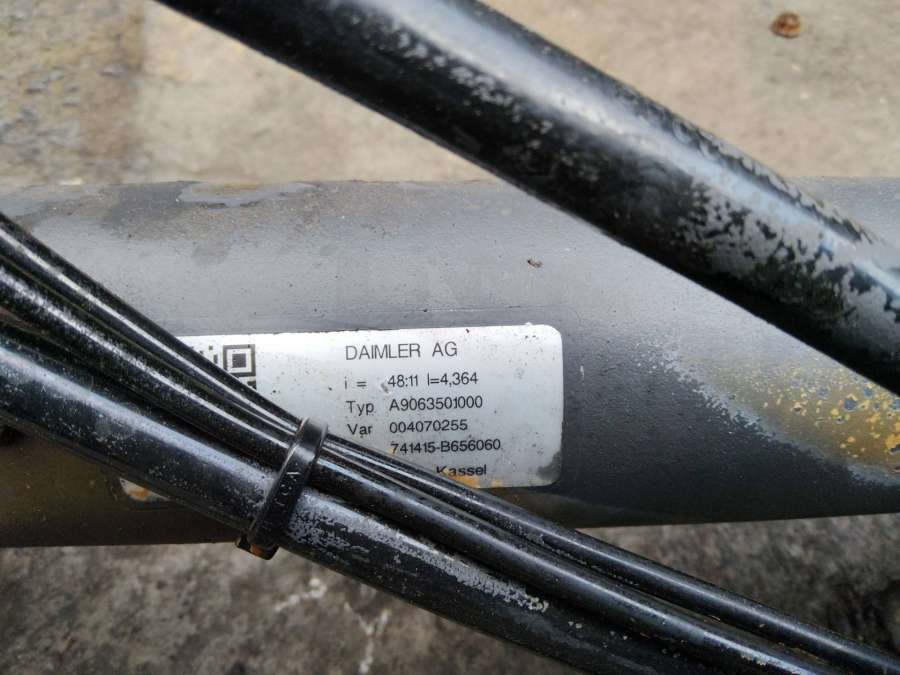 DAIMLER AG
i = 48:11 I=4,364
Typ A9063501000
Var 004070255
741415-B656060
Kassel